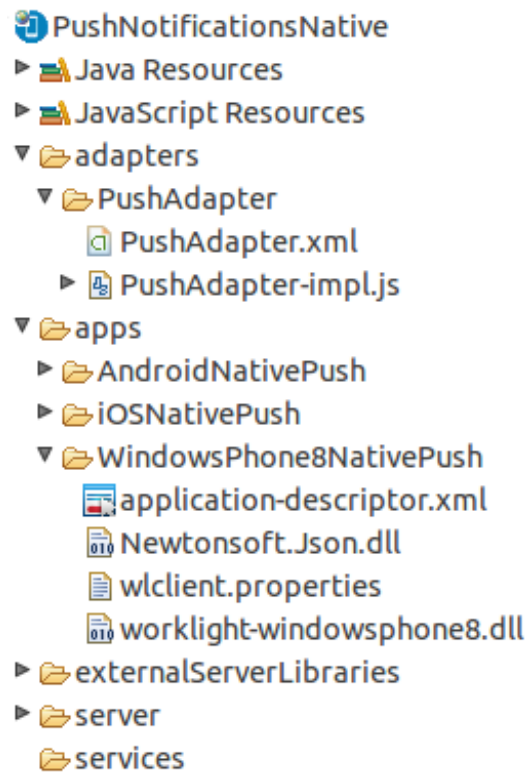 PushNotificationsNative
Java Resources
JavaScript Resources
adapters
PushAdapter
PushAdapter.xml
PushAdapter-impl.js
apps
AndroidNativePush
iOSNativePush
WindowsPhone8NativePush
application-descriptor.xml
Newtonsoft.Json.dll
wlclient.properties
worklight-windowsphone8.dll
externalServerLibraries
server
services